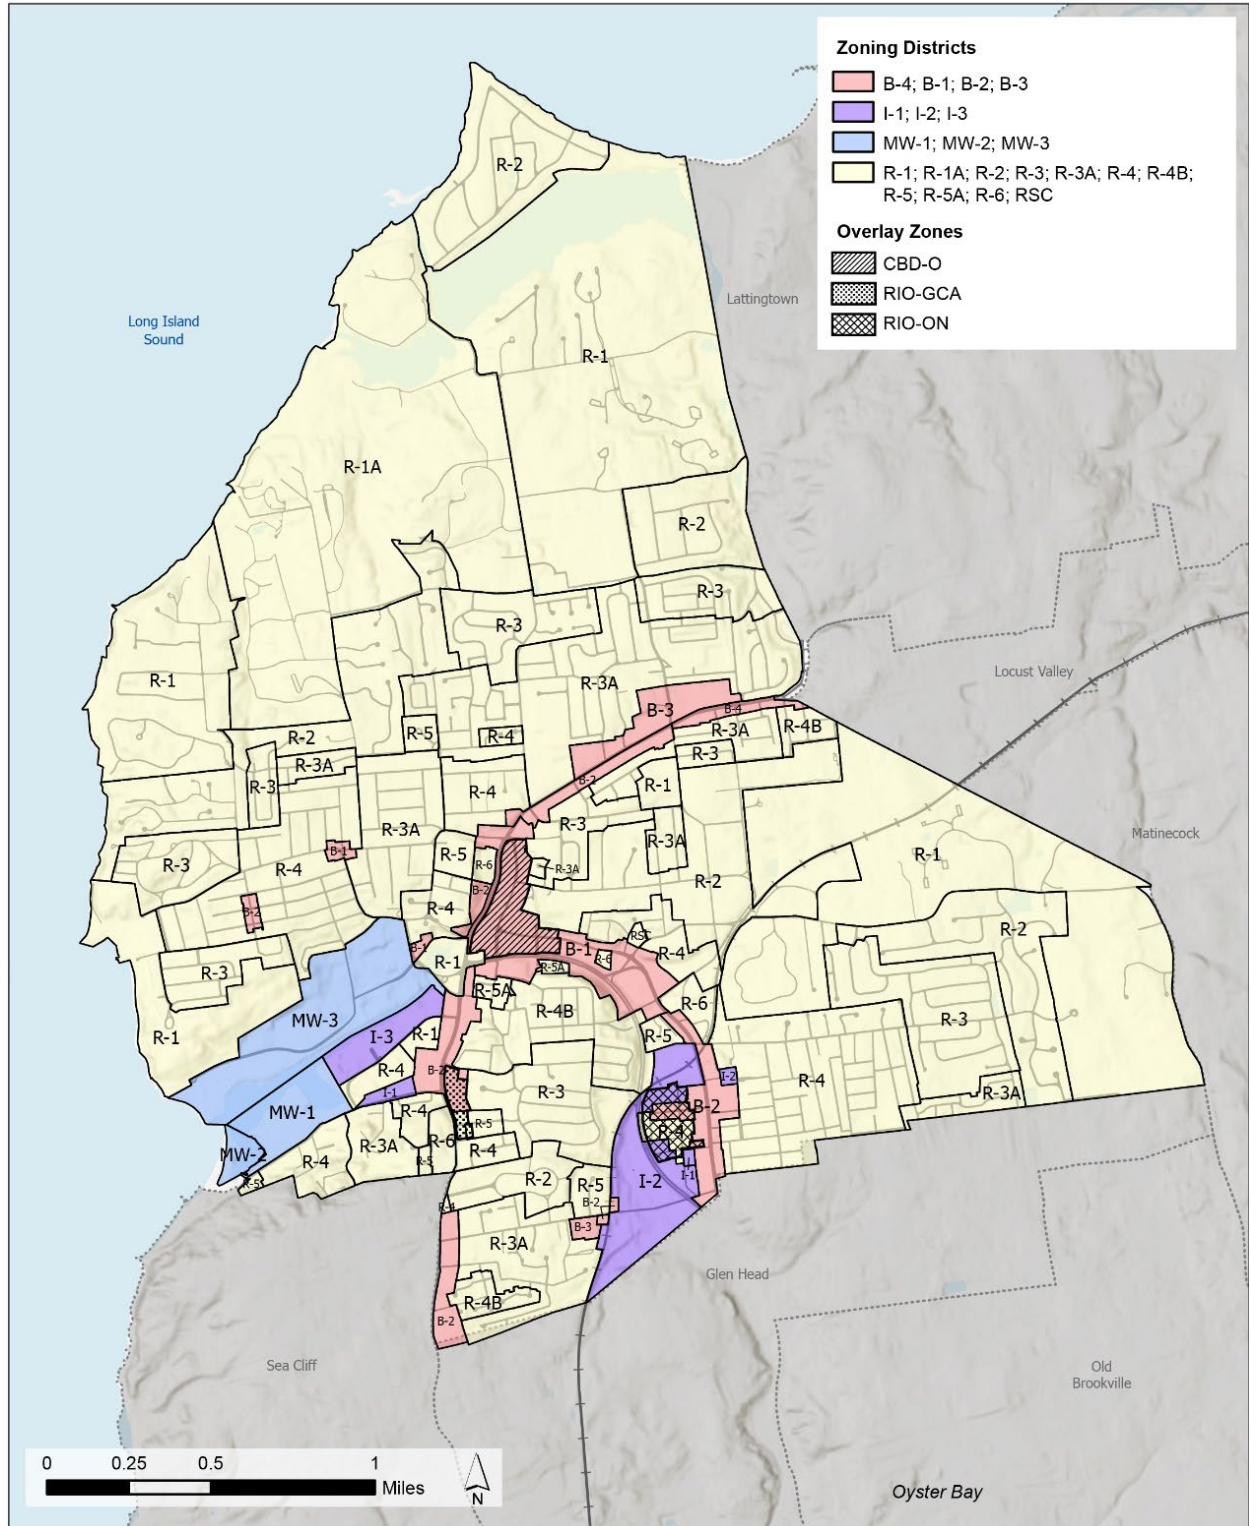 Zoning Districts
B-4; B-1; B-2; B-3
I-1; I-2; I-3
MW-1; MW-2; MW-3
R-1; R-1A; R-2; R-3; R-3A; R-4; R-4B;
R-5; R-5A; R-6; RSC
Overlay Zones
CBD-O
RIO-GCA
RIO-ON
R-2
Lattingtown
Long Island
Sound
R-1
R-1A
R-2
R-3
R-3
Locust Valley
R-1
R-3A
B-3
B-4
R-2
R-5
R-4
R-3A
R-4B
R-3A
R-3
R-3
B-2
R-1
R-4
R-3A
R-3
Matinecock
R-3A
R-5
R-6
R-3A
R-1
B-1
R-3
R-4
R-2
B-2
R-4
B-2
R-2
RSC
B-1
R-1
B-1
R-6
R-4
R-3
R-5A
R-5A
R-6
R-4B
MW-3
R-3
R-1
I-3
R-1
R-5
R-4
B-2
I-2
R-4
I-1
R-3
R-3A
MW-1
R-4
B-2
R-5
R-4
R-3A
R-6
R-4
MW-2
R-4
R-5
R-5
R-2
R-5
I-2
I-1
B-2
R-4
B-3
R-3A
Glen Head
R-4B
B-2
Sea Cliff
Old
Brookville
0 0.25 0.5 1
Miles
N
Oyster Bay